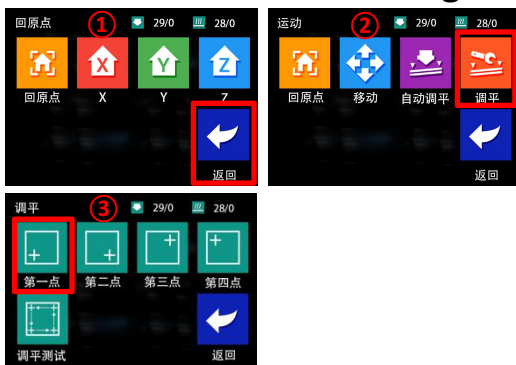 回原点 ① 29/0 28/0
回原点 X Y Z
返回
运动 ② 29/0 28/0
回原点 移动 自动调平 调平
返回
调平 ③ 29/0 28/0
第一点 第二点 第三点 第四点
调平测试 返回